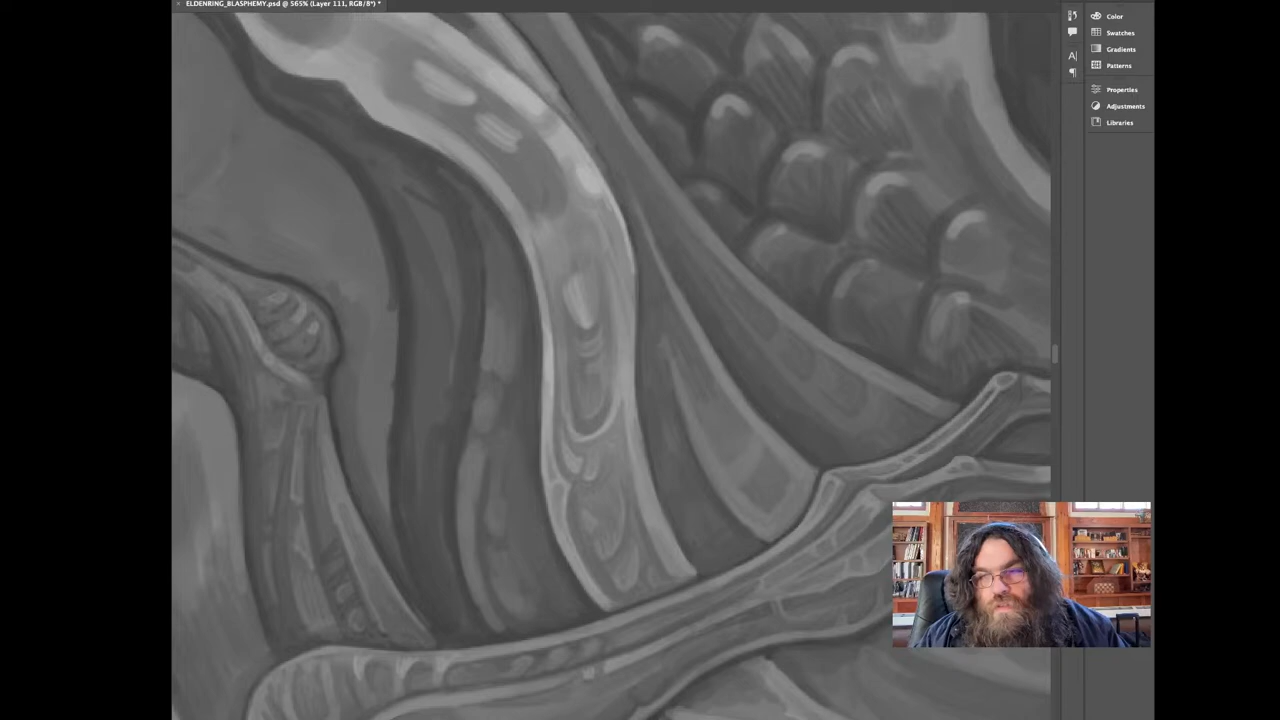 × ELDENRING_BLASPHEMY.psd @ 565% (Layer 111, RGB/8*) *
Color
Swatches
Gradients
Patterns
Properties
Adjustments
Libraries